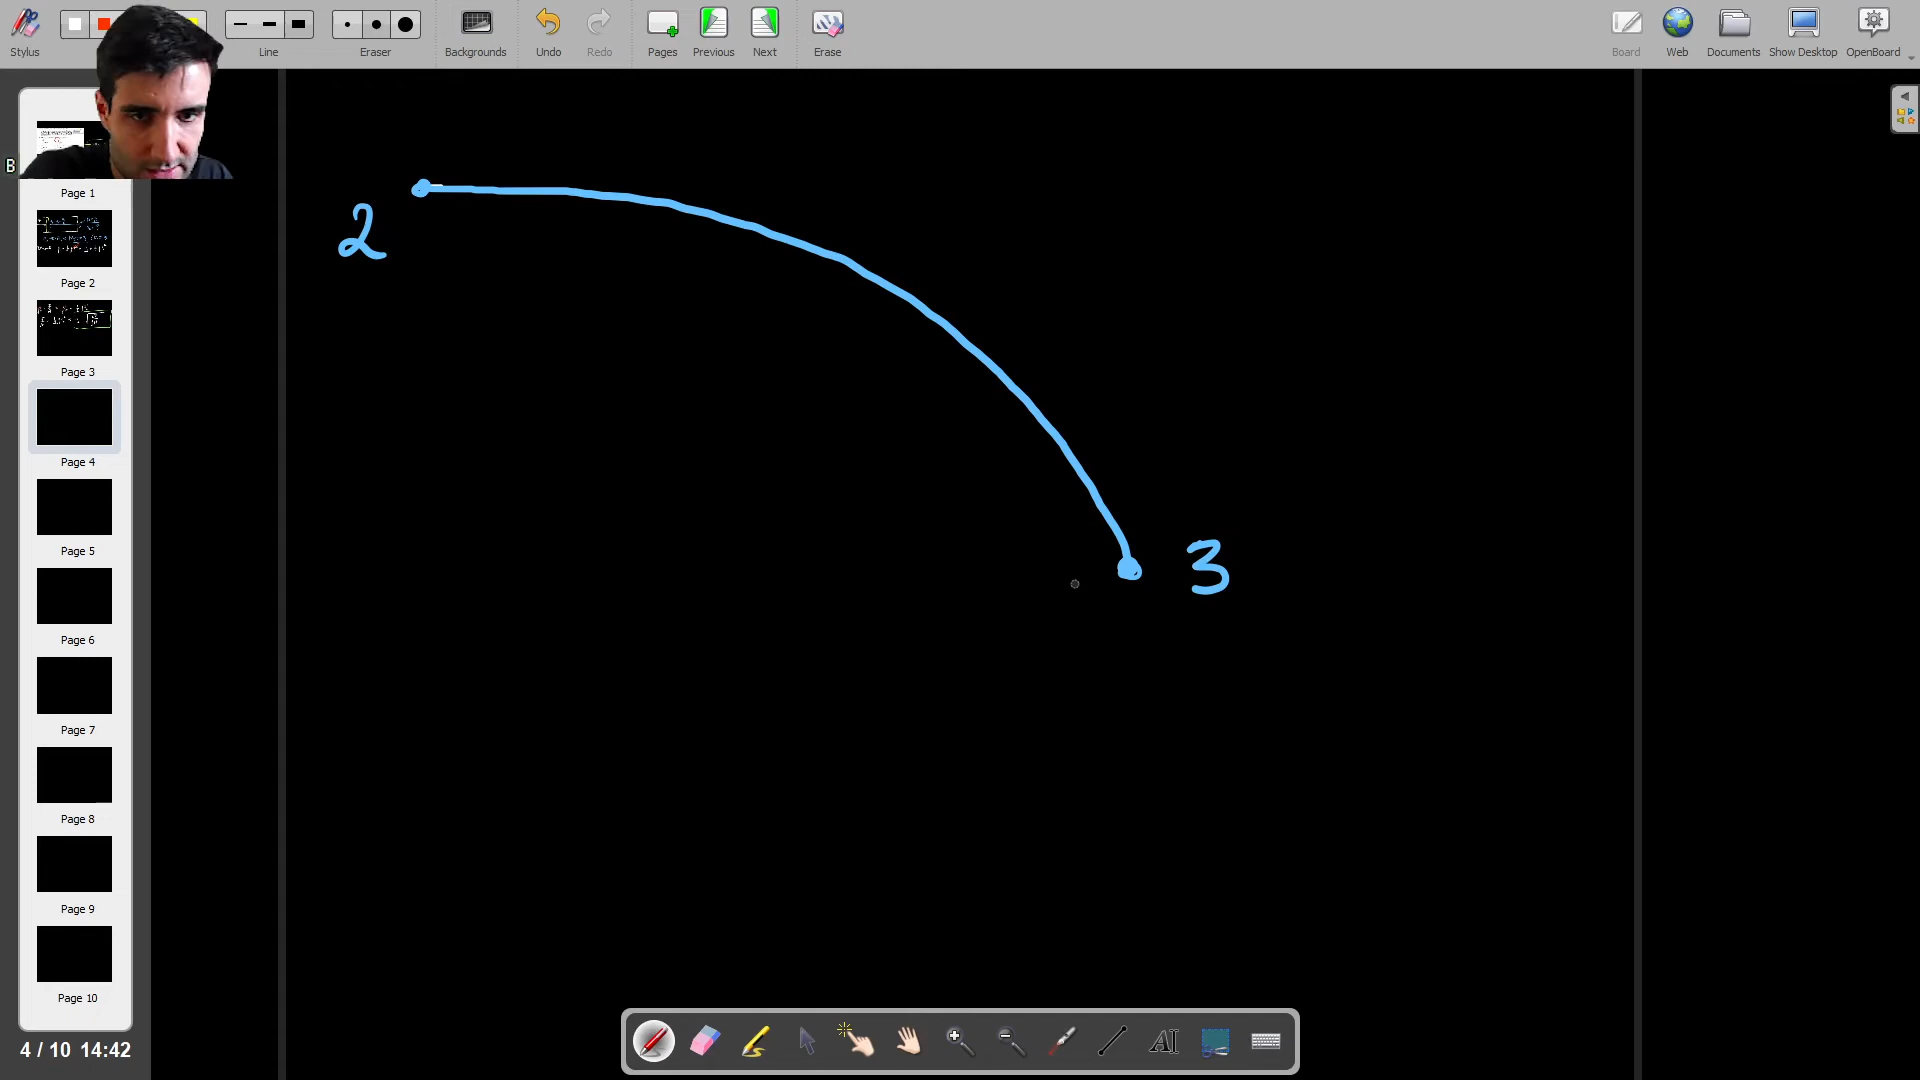 Stylus
Line
Eraser
Backgrounds
Undo
Redo
Pages
Previous
Next
Erase
Board
Web
Documents
Show Desktop
OpenBoard
B
Page 1
Page 2
Page 3
Page 4
Page 5
Page 6
Page 7
Page 8
Page 9
Page 10
4 / 10 14:42
2
3
AI